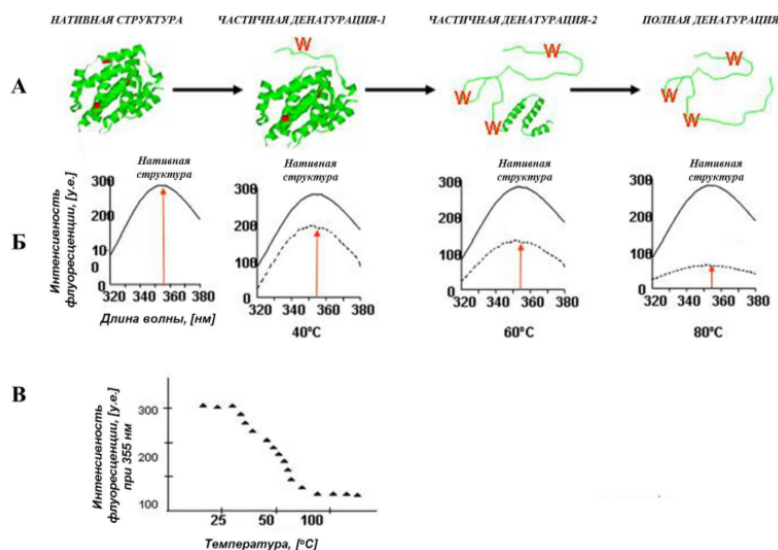 НАТИВНАЯ СТРУКТУРА
ЧАСТИЧНАЯ ДЕНАТУРАЦИЯ-1
ЧАСТИЧНАЯ ДЕНАТУРАЦИЯ-2
ПОЛНАЯ ДЕНАТУРАЦИЯ
А
W
W
W
W
W
W
W
Б
Интенсивность
флуоресценции, [у.е.]
Нативная
структура
300
200
10
0
0
320 340 360 380
Длина волны, [нм]
Нативная
структура
300
200
100
0
320 340 360 380
40°C
Нативная
структура
300
200
100
0
320 340 360 380
60°C
Нативная
структура
300
200
100
0
320 340 360 380
80°C
В
Интенсивность
флуоресценции, [у.е.]
при 355 нм
300
200
100
25 50 100
Температура, [°C]